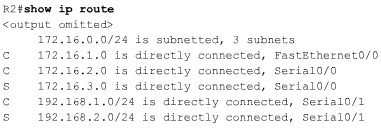 R2#show ip route
<output omitted>
172.16.0.0/24 is subnetted, 3 subnets
C 172.16.1.0 is directly connected, FastEthernet0/0
C 172.16.2.0 is directly connected, Serial0/0
S 172.16.3.0 is directly connected, Serial0/0
C 192.168.1.0/24 is directly connected, Serial0/1
S 192.168.2.0/24 is directly connected, Serial0/1